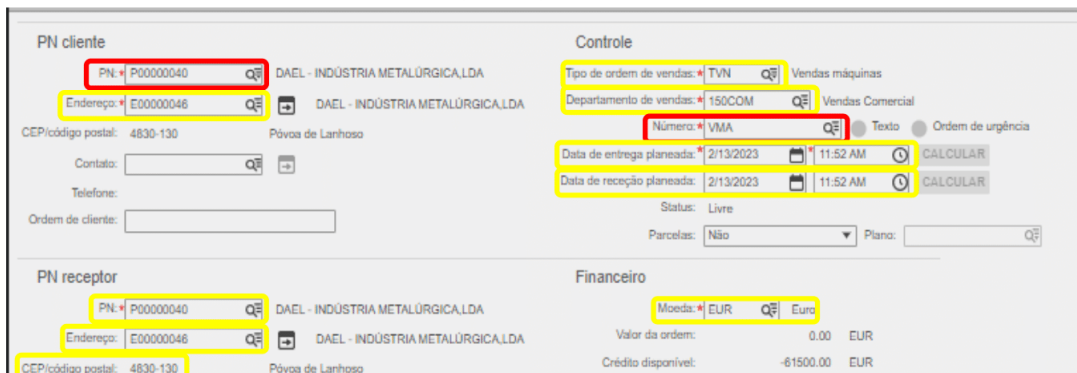 PN cliente
Controle
PN:* P00000040 DAEL - INDÚSTRIA METALÚRGICA,LDA
Tipo de ordem de vendas:* TVN Vendas máquinas
Endereço:* E00000046 DAEL - INDÚSTRIA METALÚRGICA,LDA
Departamento de vendas:* 150COM Vendas Comercial
CEP/código postal: 4830-130 Póvoa de Lanhoso
Número:* VMA Texto Ordem de urgência
Contato:
Data de entrega planeada:* 2/13/2023 * 11:52 AM CALCULAR
Telefone:
Data de receção planeada: 2/13/2023 11:52 AM CALCULAR
Ordem de cliente:
Status: Livre
Parcelas: Não Plano:
PN receptor
Financeiro
PN:* P00000040 DAEL - INDÚSTRIA METALÚRGICA,LDA
Moeda:* EUR Euro
Endereço: E00000046 DAEL - INDÚSTRIA METALÚRGICA,LDA
Valor da ordem: 0.00 EUR
CEP/código postal: 4830-130 Póvoa de Lanhoso
Crédito disponível: -61500.00 EUR